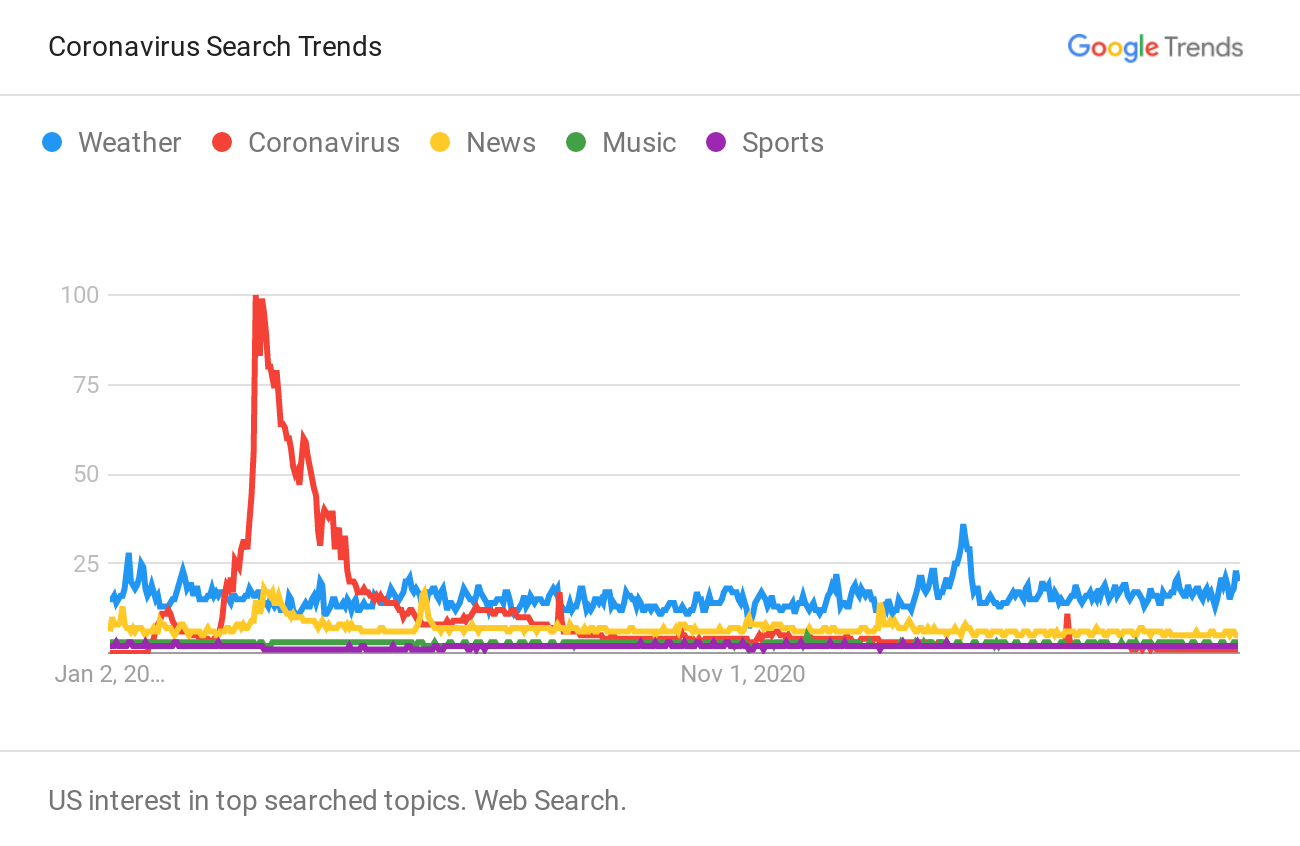 Coronavirus Search Trends
Google Trends
Weather Coronavirus News Music Sports
100
75
50
25
Jan 2, 20... Nov 1, 2020
US interest in top searched topics. Web Search.